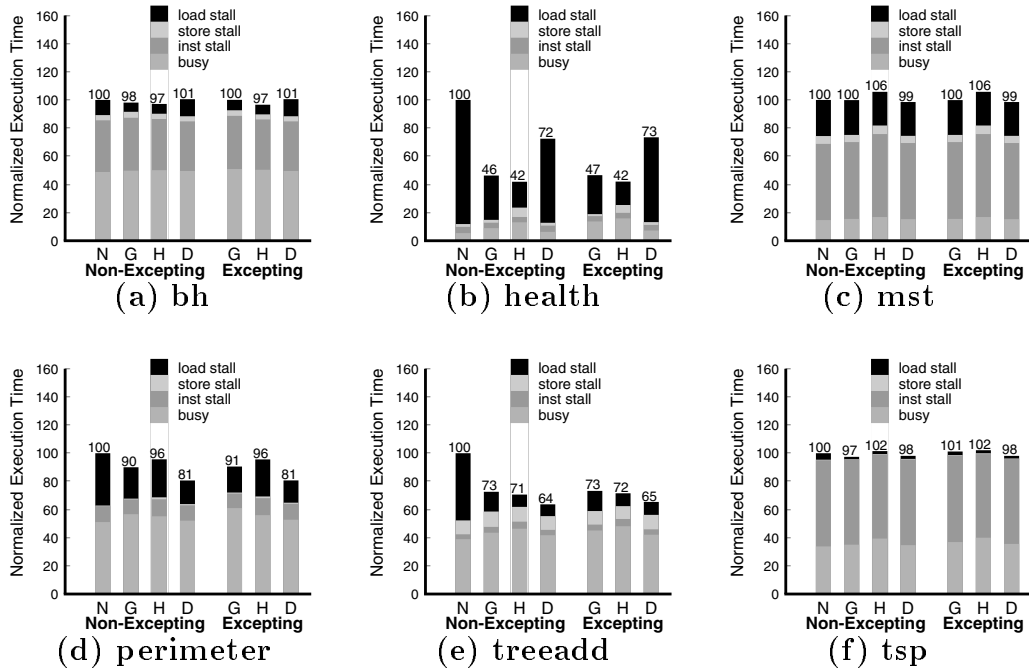 Normalized Execution Time
load stall
store stall
inst stall
busy
160
140
120
100
80
60
40
20
0
100 98 97 101 100 97 101
N G H D G H D
Non-Excepting Excepting
(a) bh
Normalized Execution Time
load stall
store stall
inst stall
busy
160
140
120
100
80
60
40
20
0
100 46 42 72 47 42 73
N G H D G H D
Non-Excepting Excepting
(b) health
Normalized Execution Time
load stall
store stall
inst stall
busy
160
140
120
100
80
60
40
20
0
100 100 106 99 100 106 99
N G H D G H D
Non-Excepting Excepting
(c) mst
Normalized Execution Time
load stall
store stall
inst stall
busy
160
140
120
100
80
60
40
20
0
100 90 96 81 91 96 81
N G H D G H D
Non-Excepting Excepting
(d) perimeter
Normalized Execution Time
load stall
store stall
inst stall
busy
160
140
120
100
80
60
40
20
0
100 73 71 64 73 72 65
N G H D G H D
Non-Excepting Excepting
(e) treeadd
Normalized Execution Time
load stall
store stall
inst stall
busy
160
140
120
100
80
60
40
20
0
100 97 102 98 101 102 98
N G H D G H D
Non-Excepting Excepting
(f) tsp